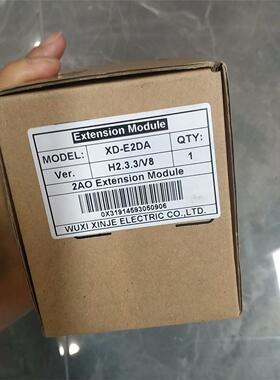 Extension Module
MODEL: XD-E2DA QTY:
Ver. H2.3.3/V8 1
2AO Extension Module
0X31914593050906
WUXI XINJE ELECTRIC CO.,LTD.